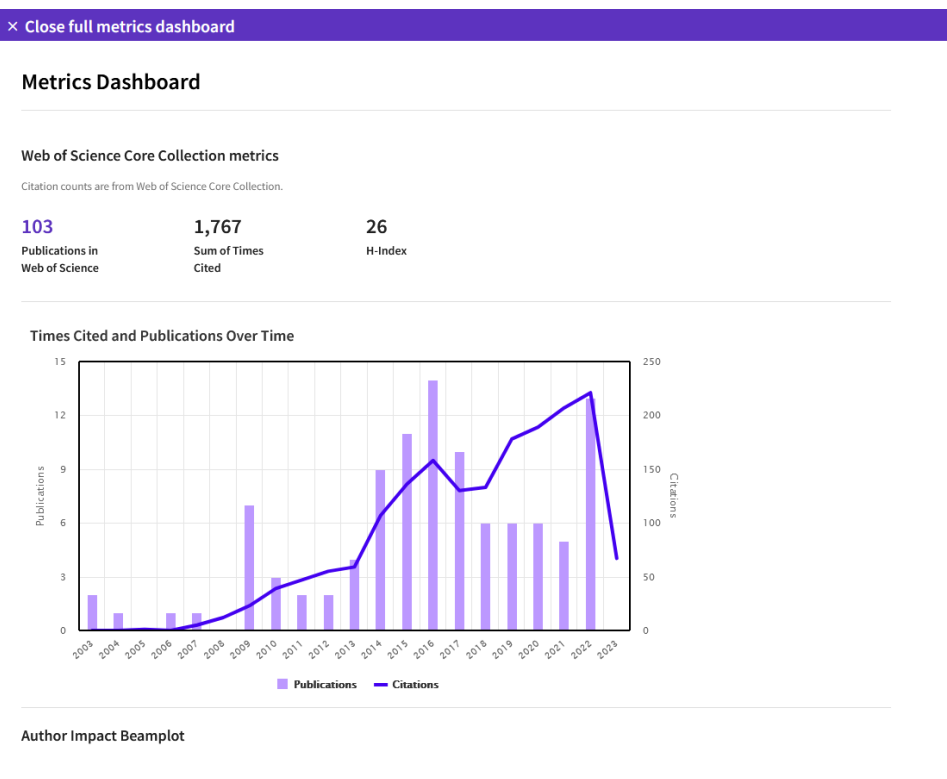 × Close full metrics dashboard
Metrics Dashboard
Web of Science Core Collection metrics
Citation counts are from Web of Science Core Collection.
103 1,767 26
Publications in Sum of Times H-Index
Web of Science Cited
Times Cited and Publications Over Time
15 250
12 200
9 150
Publications Citations
6 100
3 50
0 0
2003 2004 2005 2006 2007 2008 2009 2010 2011 2012 2013 2014 2015 2016 2017 2018 2019 2020 2021 2022 2023
Publications Citations
Author Impact Beamplot